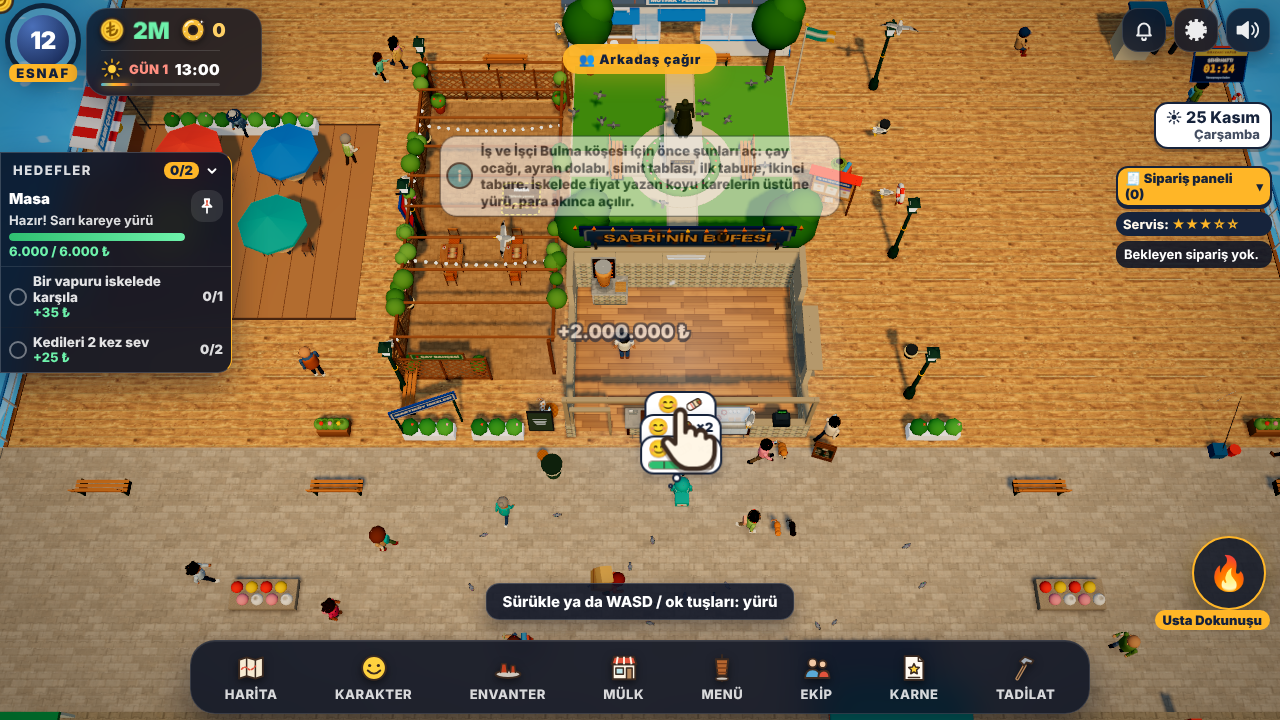 12
ESNAF
2M
0
GÜN 1 13:00
Arkadaş çağır
01:14
25 Kasım
Çarşamba
HEDEFLER
0/2
Masa
Hazır! Sarı kareye yürü
6.000 / 6.000 ₺
Bir vapuru iskelede
karşıla
0/1
+35 ₺
Kedileri 2 kez sev
0/2
+25 ₺
İş ve İşçi Bulma köşesi için önce şunları aç: çay
ocağı, ayran dolabı, simit tablası, ilk tabure, ikinci
tabure. İskelede fiyat yazan koyu karelerin üstüne
yürü, para akınca açılır.
Sipariş paneli
(0)
Servis: ★★★★☆
Bekleyen sipariş yok.
SABRİ'NİN BÜFESİ
+2.000.000 ₺
x2
Sürükle ya da WASD / ok tuşları: yürü
Usta Dokunuşu
HARİTA
KARAKTER
ENVANTER
MÜLK
MENÜ
EKİP
KARNE
TADİLAT